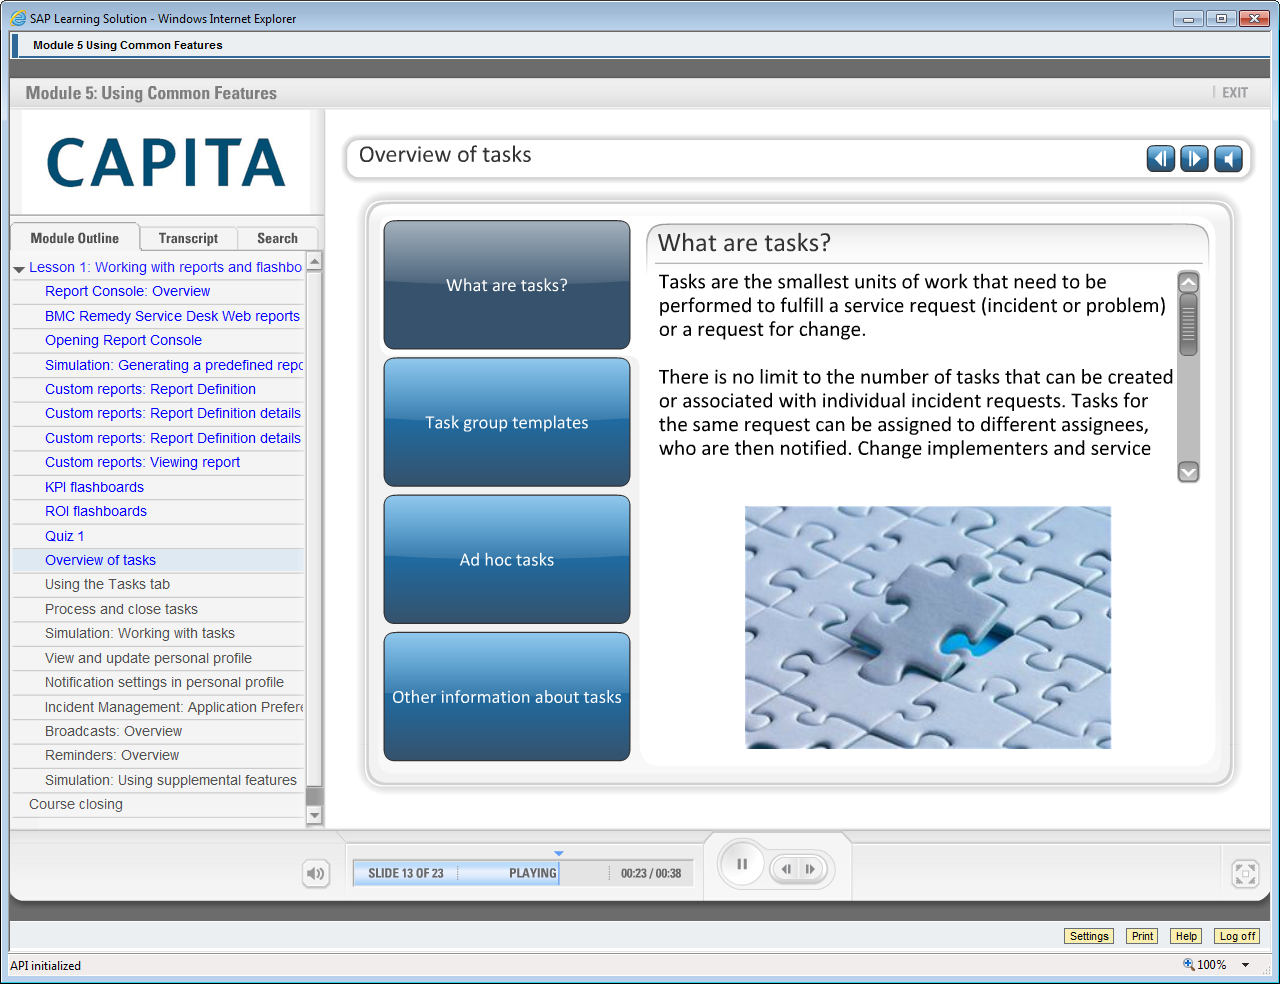 SAP Learning Solution - Windows Internet Explorer
Module 5 Using Common Features
Module 5: Using Common Features
EXIT
CAPITA
Module Outline
Transcript
Search
Lesson 1: Working with reports and flashbo
Report Console: Overview
BMC Remedy Service Desk Web reports
Opening Report Console
Simulation: Generating a predefined repo
Custom reports: Report Definition
Custom reports: Report Definition details
Custom reports: Report Definition details
Custom reports: Viewing report
KPI flashboards
ROI flashboards
Quiz 1
Overview of tasks
Using the Tasks tab
Process and close tasks
Simulation: Working with tasks
View and update personal profile
Notification settings in personal profile
Incident Management: Application Prefere
Broadcasts: Overview
Reminders: Overview
Simulation: Using supplemental features
Course closing
Overview of tasks
What are tasks?
Task group templates
Ad hoc tasks
Other information about tasks
What are tasks?
Tasks are the smallest units of work that need to be
performed to fulfill a service request (incident or problem)
or a request for change.
There is no limit to the number of tasks that can be created
or associated with individual incident requests. Tasks for
the same request can be assigned to different assignees,
who are then notified. Change implementers and service
SLIDE 13 OF 23
PLAYING
00:23 / 00:38
Settings
Print
Help
Log off
API initialized
100%